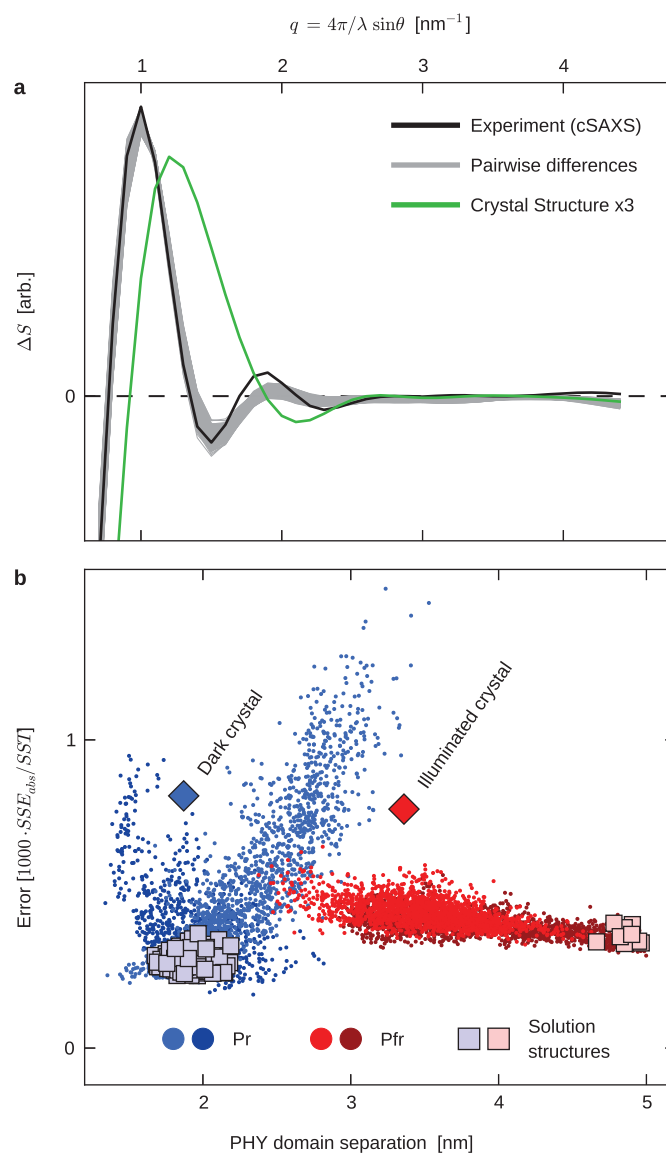 q = 4π/λ sinθ [nm⁻¹]
1 2 3 4
a
Experiment (cSAXS)
Pairwise differences
Crystal Structure x3
ΔS [arb.]
0
b
Dark crystal
Illuminated crystal
1
Error [1000·SSE_abs/SST]
0
Pr
Pfr
Solution
structures
2 3 4 5
PHY domain separation [nm]